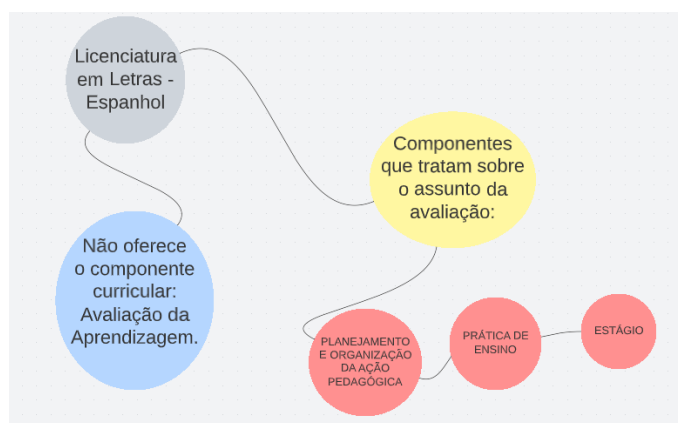 Licenciatura
em Letras -
Espanhol
Componentes
que tratam sobre
o assunto da
avaliação:
Não oferece
o componente
curricular:
Avaliação da
Aprendizagem.
PLANEJAMENTO
E ORGANIZAÇÃO
DA AÇÃO
PEDAGÓGICA
PRÁTICA DE
ENSINO
ESTÁGIO